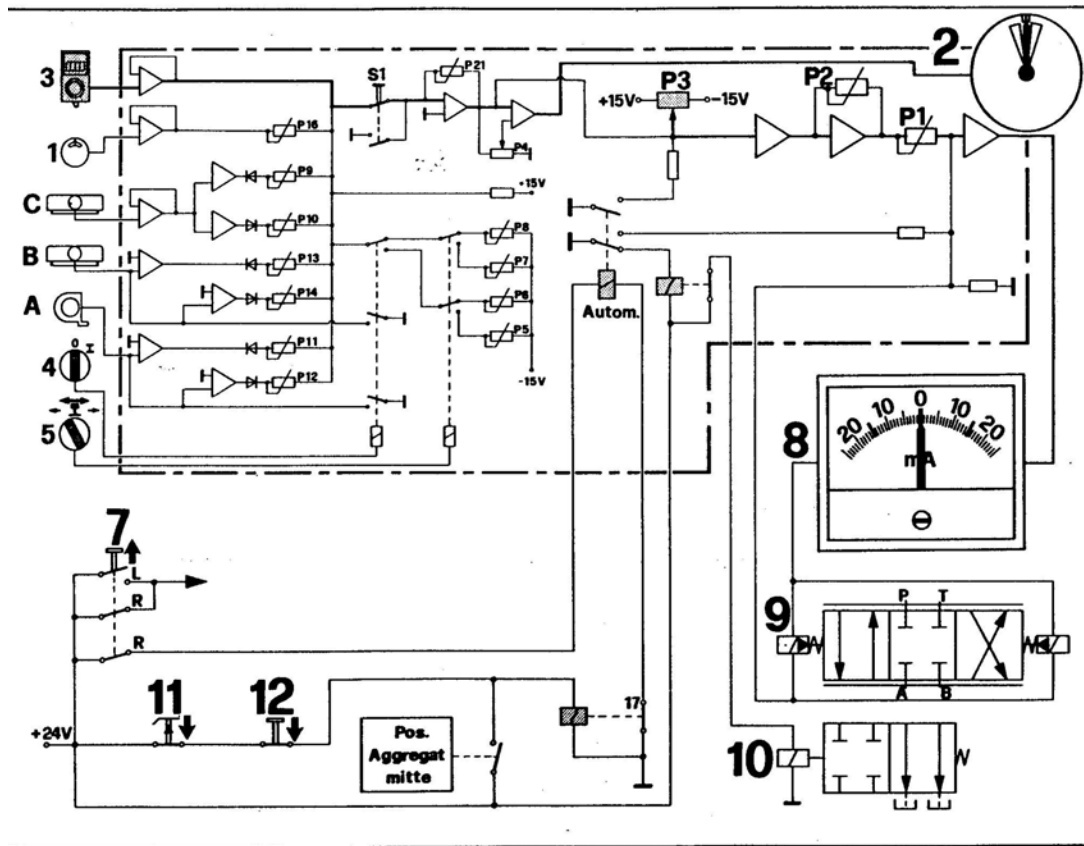 3
1
C
B
A
0 I
4
5
S1
P21
P4
P16
P9
P10
P13
P14
P11
P12
+15V
P8
P7
P6
P5
-15V
2
P3
+15V -15V
P2
P1
Autom.
8
20 10 0 10 20
mA
7
L
R
R
+24V
11 12
Pos.
Aggregat
mitte
17
9
P T
A B
10